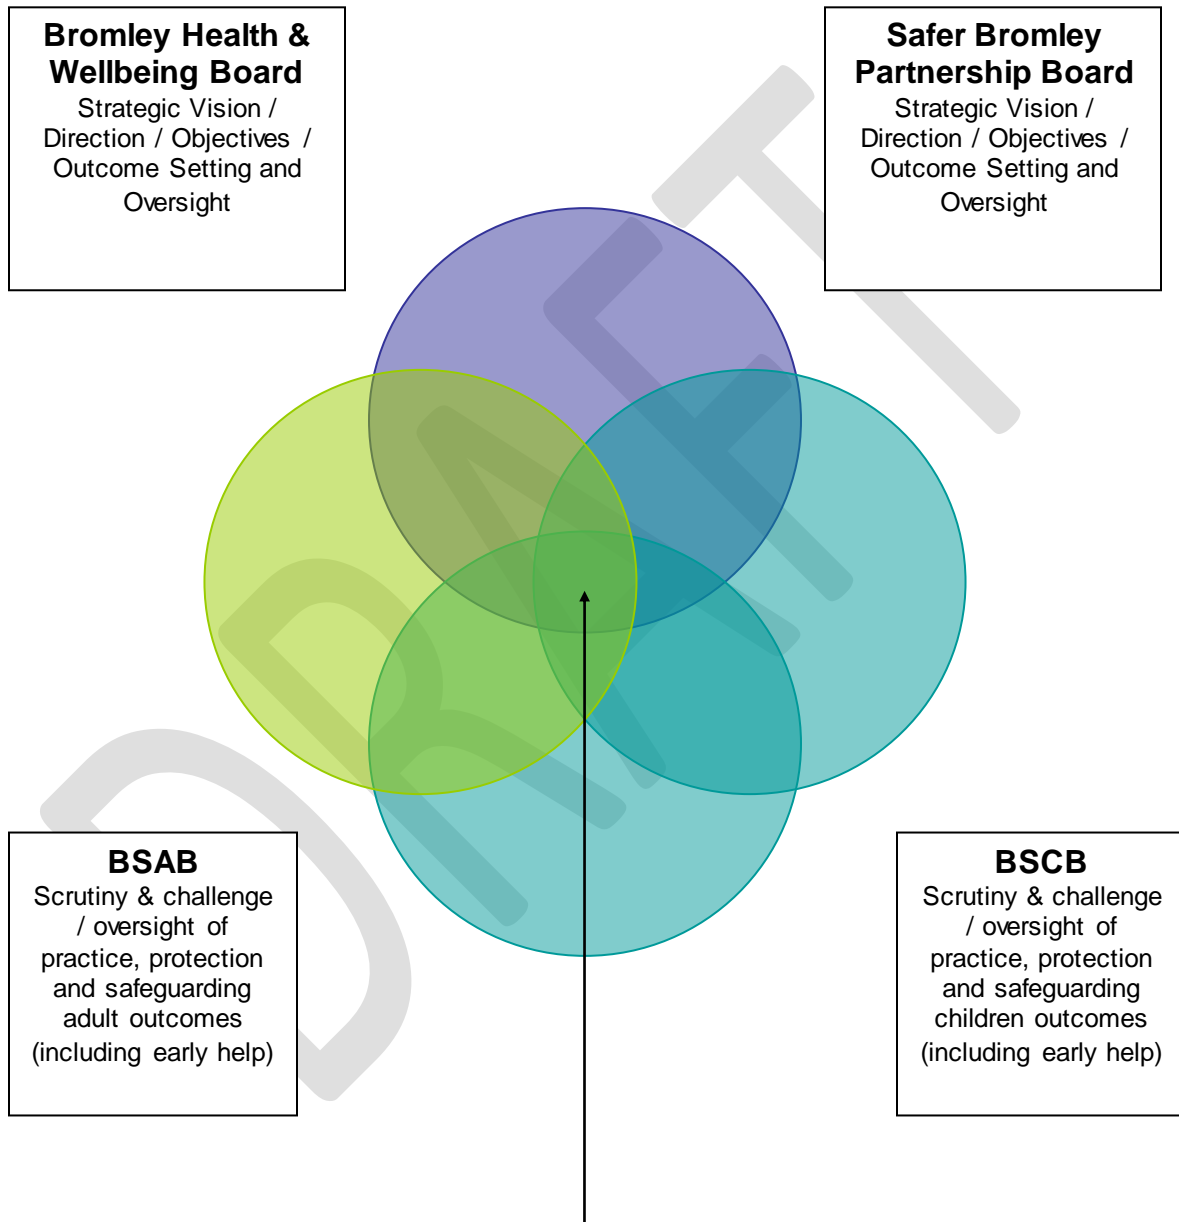 Bromley Health &
Wellbeing Board
Strategic Vision /
Direction / Objectives /
Outcome Setting and
Oversight
Safer Bromley
Partnership Board
Strategic Vision /
Direction / Objectives /
Outcome Setting and
Oversight
DRAFT
BSAB
Scrutiny & challenge
/ oversight of
practice, protection
and safeguarding
adult outcomes
(including early help)
BSCB
Scrutiny & challenge
/ oversight of
practice, protection
and safeguarding
children outcomes
(including early help)